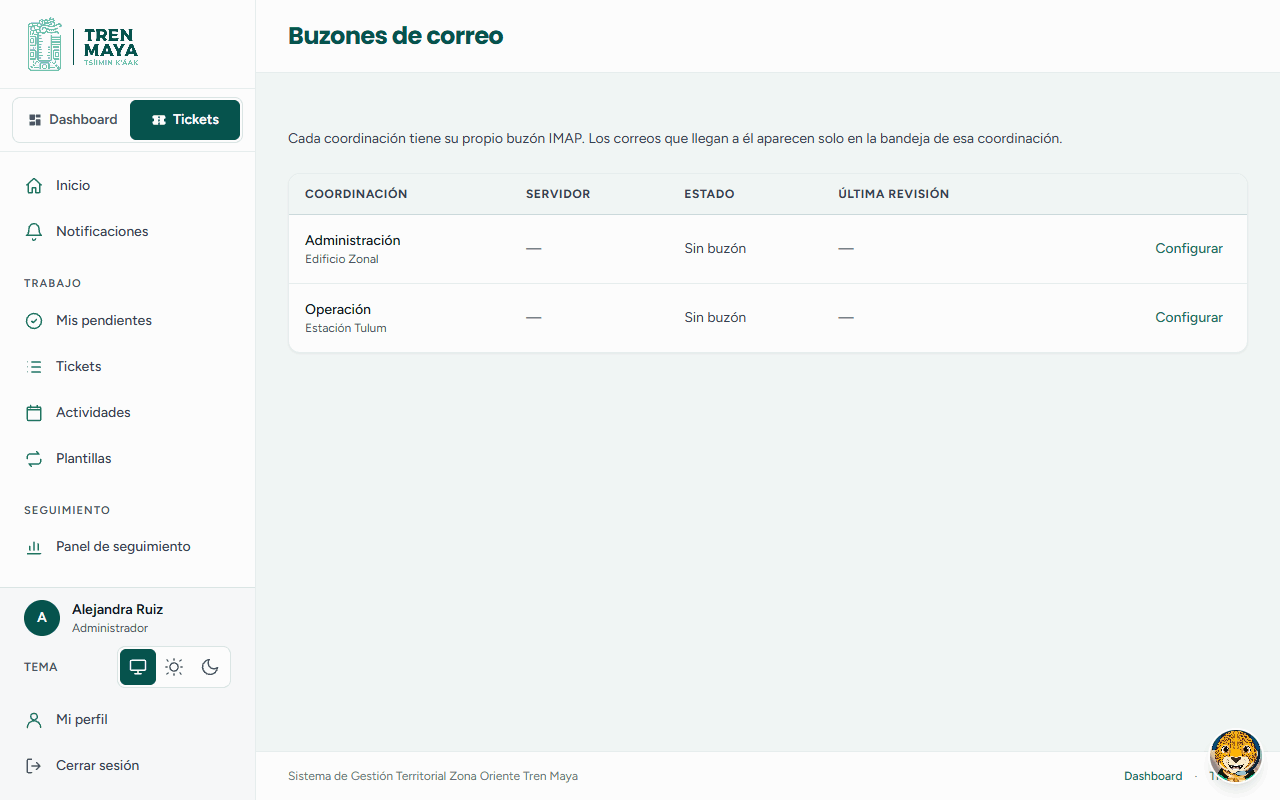 TREN
MAYA
TSÍIMIN K'ÁAK
Dashboard
Tickets
Inicio
Notificaciones
TRABAJO
Mis pendientes
Tickets
Actividades
Plantillas
SEGUIMIENTO
Panel de seguimiento
A
Alejandra Ruiz
Administrador
TEMA
Mi perfil
Cerrar sesión
Buzones de correo
Cada coordinación tiene su propio buzón IMAP. Los correos que llegan a él aparecen solo en la bandeja de esa coordinación.
COORDINACIÓN SERVIDOR ESTADO ÚLTIMA REVISIÓN
Administración
Edificio Zonal
— Sin buzón — Configurar
Operación
Estación Tulum
— Sin buzón — Configurar
Sistema de Gestión Territorial Zona Oriente Tren Maya
Dashboard ·